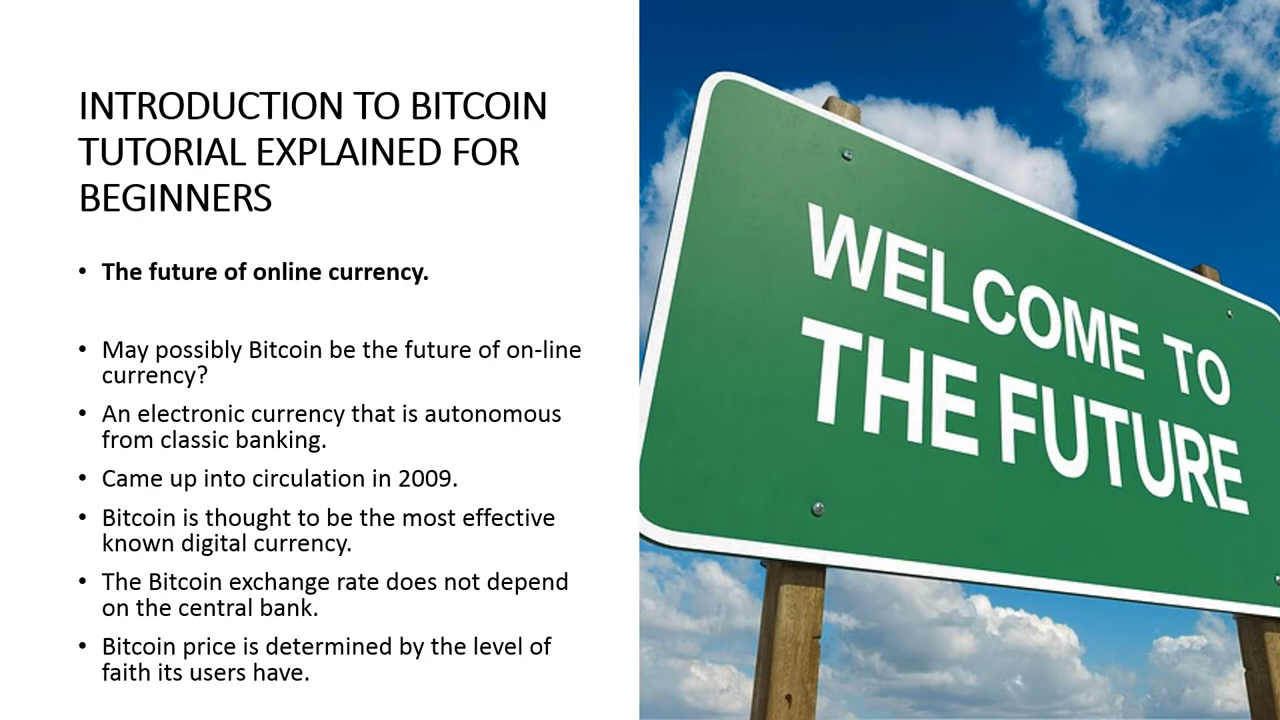 INTRODUCTION TO BITCOIN
TUTORIAL EXPLAINED FOR
BEGINNERS
• The future of online currency.
• May possibly Bitcoin be the future of on-line
currency?
• An electronic currency that is autonomous
from classic banking.
• Came up into circulation in 2009.
• Bitcoin is thought to be the most effective
known digital currency.
• The Bitcoin exchange rate does not depend
on the central bank.
• Bitcoin price is determined by the level of
faith its users have.
WELCOME TO
THE FUTURE